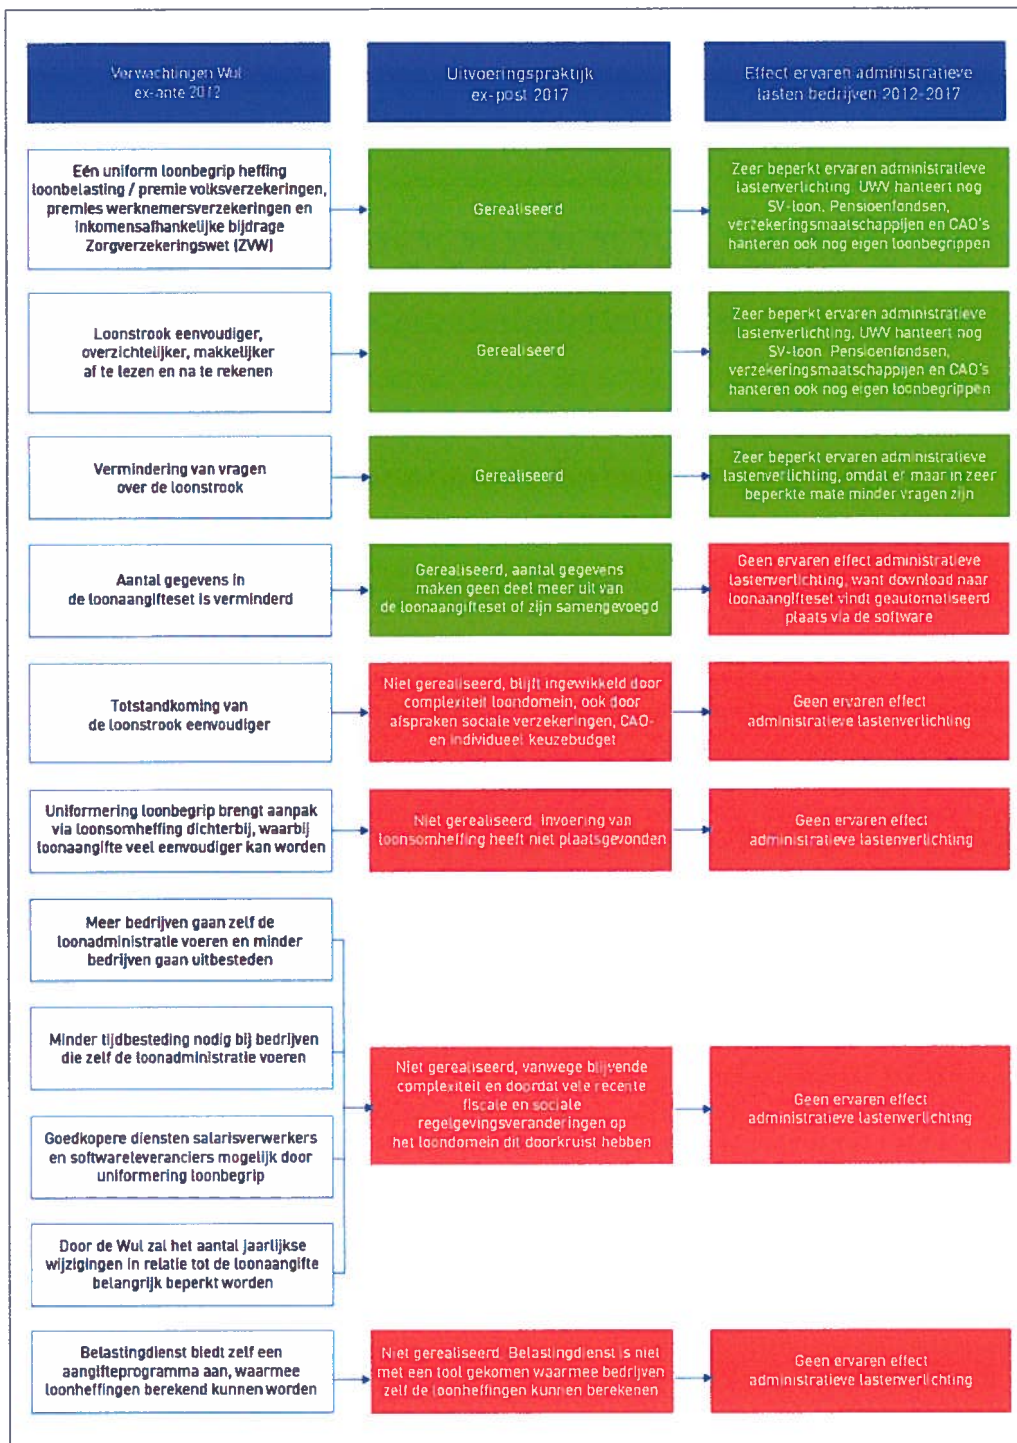 Verwachtingen Wul
ex-ante 2012
Uitvoeringspraktijk
ex-post 2017
Effect ervaren administratieve
lasten bedrijven 2012-2017
Eén uniform loonbegrip heffing
loonbelasting / premie volksverzekeringen,
premies werknemersverzekeringen en
inkomensafhankelijke bijdrage
Zorgverzekeringswet (ZVW)
Gerealiseerd
Zeer beperkt ervaren administratieve
lastenverlichting. UWV hanteert nog
SV-loon. Pensioenfondsen,
verzekeringsmaatschappijen en CAO's
hanteren ook nog eigen loonbegrippen
Loonstrook eenvoudiger,
overzichtelijker, makkelijker
af te lezen en na te rekenen
Gerealiseerd
Zeer beperkt ervaren administratieve
lastenverlichting, UWV hanteert nog
SV-loon. Pensioenfondsen,
verzekeringsmaatschappijen en CAO's
hanteren ook nog eigen loonbegrippen
Vermindering van vragen
over de loonstrook
Gerealiseerd
Zeer beperkt ervaren administratieve
lastenverlichting, omdat er maar in zeer
beperkte mate minder vragen zijn
Aantal gegevens in
de loonaangifteset is verminderd
Gerealiseerd, aantal gegevens
maken geen deel meer uit van
de loonaangifteset of zijn samengevoegd
Geen ervaren effect administratieve
lastenverlichting, want download naar
loonaangifteset vindt geautomatiseerd
plaats via de software
Totstandkoming van
de loonstrook eenvoudiger
Niet gerealiseerd, blijft ingewikkeld door
complexiteit loondomein, ook door
afspraken sociale verzekeringen, CAO-
en individueel keuzebudget
Geen ervaren effect
administratieve lastenverlichting
Uniformering loonbegrip brengt aanpak
via loonsomheffing dichterbij, waarbij
loonaangifte veel eenvoudiger kan worden
Niet gerealiseerd. Invoering van
loonsomheffing heeft niet plaatsgevonden
Geen ervaren effect
administratieve lastenverlichting
Meer bedrijven gaan zelf de
loonadministratie voeren en minder
bedrijven gaan uitbesteden
Minder tijdbesteding nodig bij bedrijven
die zelf de loonadministratie voeren
Goedkopere diensten salarisverwerkers
en softwareleveranciers mogelijk door
uniformering loonbegrip
Door de Wul zal het aantal jaarlijkse
wijzigingen in relatie tot de loonaangifte
belangrijk beperkt worden
Niet gerealiseerd, vanwege blijvende
complexiteit en doordat vele recente
fiscale en sociale
regelgevingsveranderingen op
het loondomein dit doorkruist hebben
Geen ervaren effect
administratieve lastenverlichting
Belastingdienst biedt zelf een
aangifteprogramma aan, waarmee
loonheffingen berekend kunnen worden
Niet gerealiseerd. Belastingdienst is niet
met een tool gekomen waarmee bedrijven
zelf de loonheffingen kunnen berekenen
Geen ervaren effect
administratieve lastenverlichting